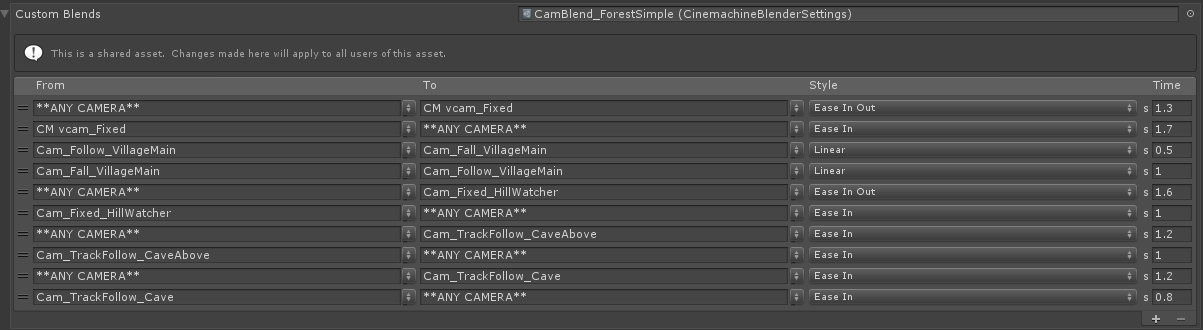 Custom Blends CamBlend_ForestSimple (CinemachineBlenderSettings)
This is a shared asset. Changes made here will apply to all users of this asset.
From To Style Time
**ANY CAMERA** CM vcam_Fixed Ease In Out s 1.3
CM vcam_Fixed **ANY CAMERA** Ease In s 1.7
Cam_Follow_VillageMain Cam_Fall_VillageMain Linear s 0.5
Cam_Fall_VillageMain Cam_Follow_VillageMain Linear s 1
**ANY CAMERA** Cam_Fixed_HillWatcher Ease In Out s 1.6
Cam_Fixed_HillWatcher **ANY CAMERA** Ease In s 1
**ANY CAMERA** Cam_TrackFollow_CaveAbove Ease In s 1.2
Cam_TrackFollow_CaveAbove **ANY CAMERA** Ease In s 1
**ANY CAMERA** Cam_TrackFollow_Cave Ease In s 1.2
Cam_TrackFollow_Cave **ANY CAMERA** Ease In s 0.8